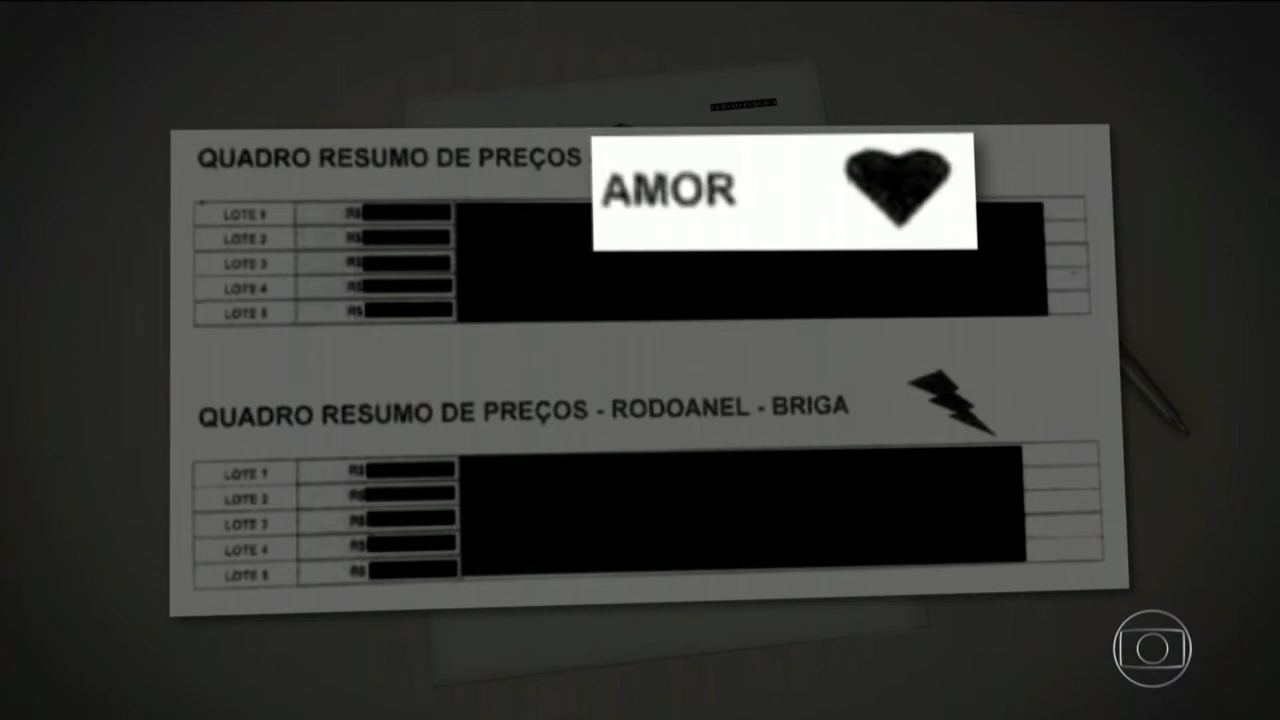 QUADRO RESUMO DE PREÇOS
AMOR
LOTE 1 R$
LOTE 2 R$
LOTE 3 R$
LOTE 4 R$
LOTE 5 R$
QUADRO RESUMO DE PREÇOS - RODOANEL - BRIGA
LOTE 1 R$
LOTE 2 R$
LOTE 3 R$
LOTE 4 R$
LOTE 5 R$